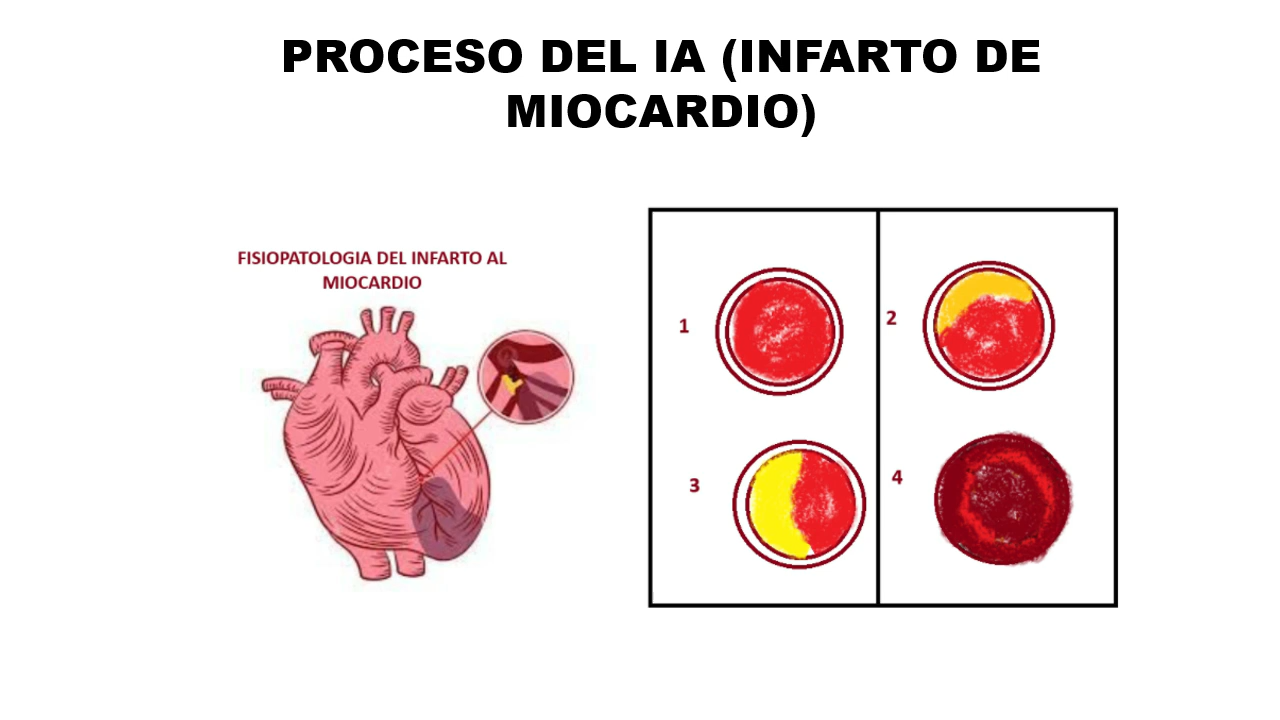 PROCESO DEL IA (INFARTO DE
MIOCARDIO)
FISIOPATOLOGIA DEL INFARTO AL
MIOCARDIO
1
2
3
4